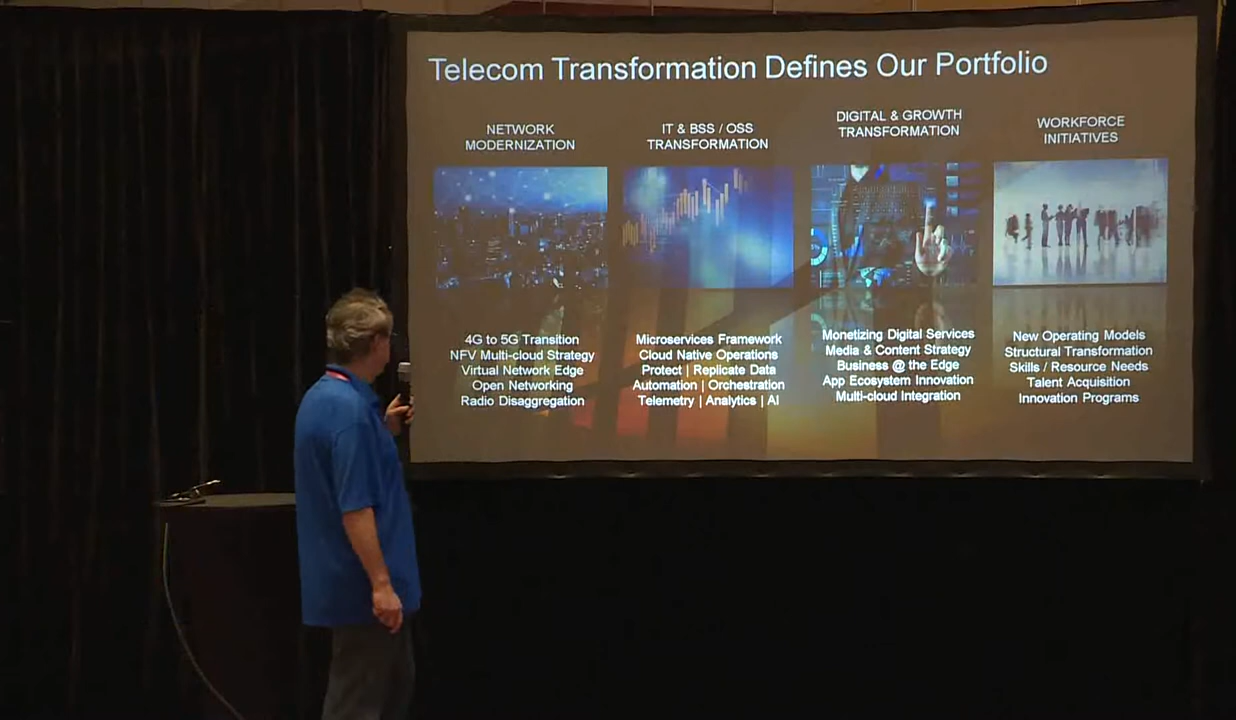 Telecom Transformation Defines Our Portfolio
NETWORK
MODERNIZATION
4G to 5G Transition
NFV Multi-cloud Strategy
Virtual Network Edge
Open Networking
Radio Disaggregation
IT & BSS / OSS
TRANSFORMATION
Microservices Framework
Cloud Native Operations
Protect | Replicate Data
Automation | Orchestration
Telemetry | Analytics | AI
DIGITAL & GROWTH
TRANSFORMATION
Monetizing Digital Services
Media & Content Strategy
Business @ the Edge
App Ecosystem Innovation
Multi-cloud Integration
WORKFORCE
INITIATIVES
New Operating Models
Structural Transformation
Skills / Resource Needs
Talent Acquisition
Innovation Programs